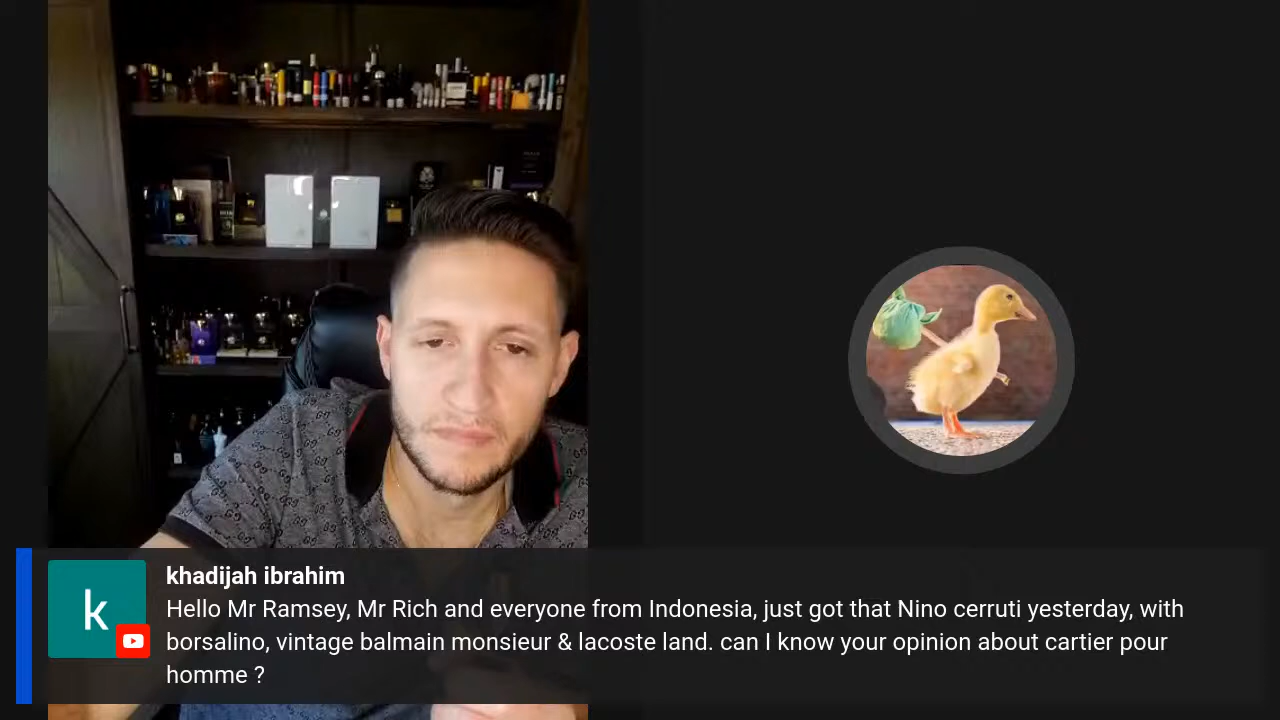 khadijah ibrahim
Hello Mr Ramsey, Mr Rich and everyone from Indonesia, just got that Nino cerruti yesterday, with
borsalino, vintage balmain monsieur & lacoste land. can I know your opinion about cartier pour
homme ?
k